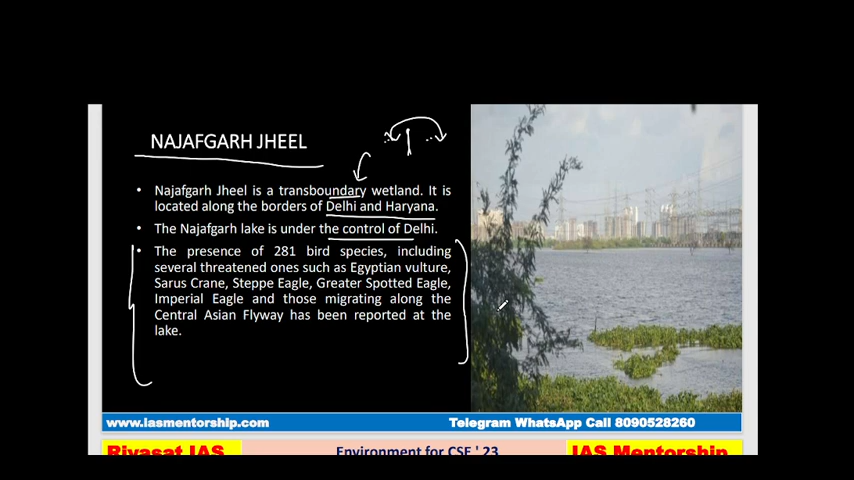 NAJAFGARH JHEEL
• Najafgarh Jheel is a transboundary wetland. It is
located along the borders of Delhi and Haryana.
• The Najafgarh lake is under the control of Delhi.
• The presence of 281 bird species, including
several threatened ones such as Egyptian vulture,
Sarus Crane, Steppe Eagle, Greater Spotted Eagle,
Imperial Eagle and those migrating along the
Central Asian Flyway has been reported at the
lake.
www.iasmentorship.com Telegram WhatsApp Call 8090528260
Riyasat IAS Environment for CSE ' 23 IAS Mentorship